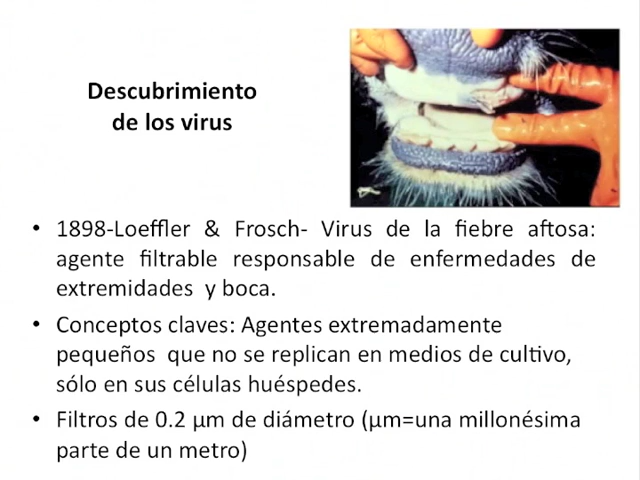 Descubrimiento
de los virus
• 1898-Loeffler & Frosch- Virus de la fiebre aftosa:
agente filtrable responsable de enfermedades de
extremidades y boca.
• Conceptos claves: Agentes extremadamente
pequeños que no se replican en medios de cultivo,
sólo en sus células huéspedes.
• Filtros de 0.2 μm de diámetro (μm=una millonésima
parte de un metro)